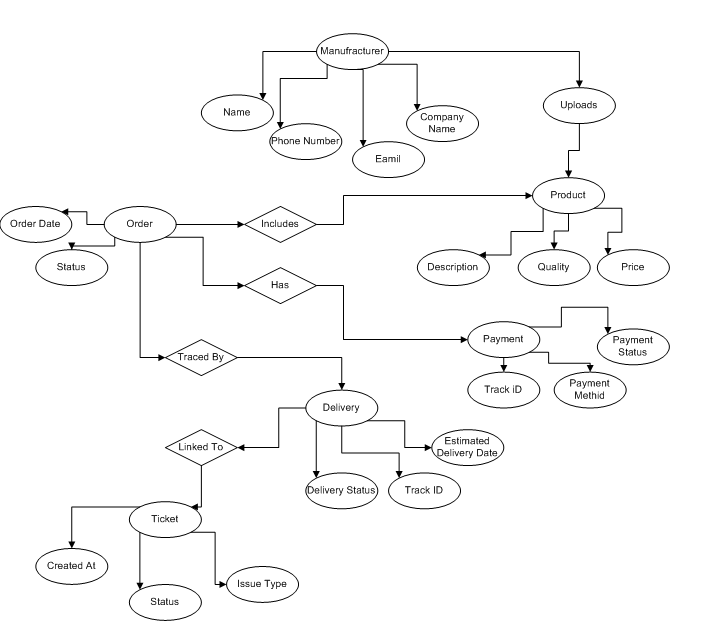 Manufracturer
Name
Phone Number
Eamil
Company
Name
Uploads
Product
Order Date
Order
Includes
Status
Description
Quality
Price
Has
Payment
Payment
Status
Traced By
Track iD
Payment
Methid
Delivery
Linked To
Estimated
Delivery Date
Delivery Status
Track ID
Ticket
Created At
Issue Type
Status